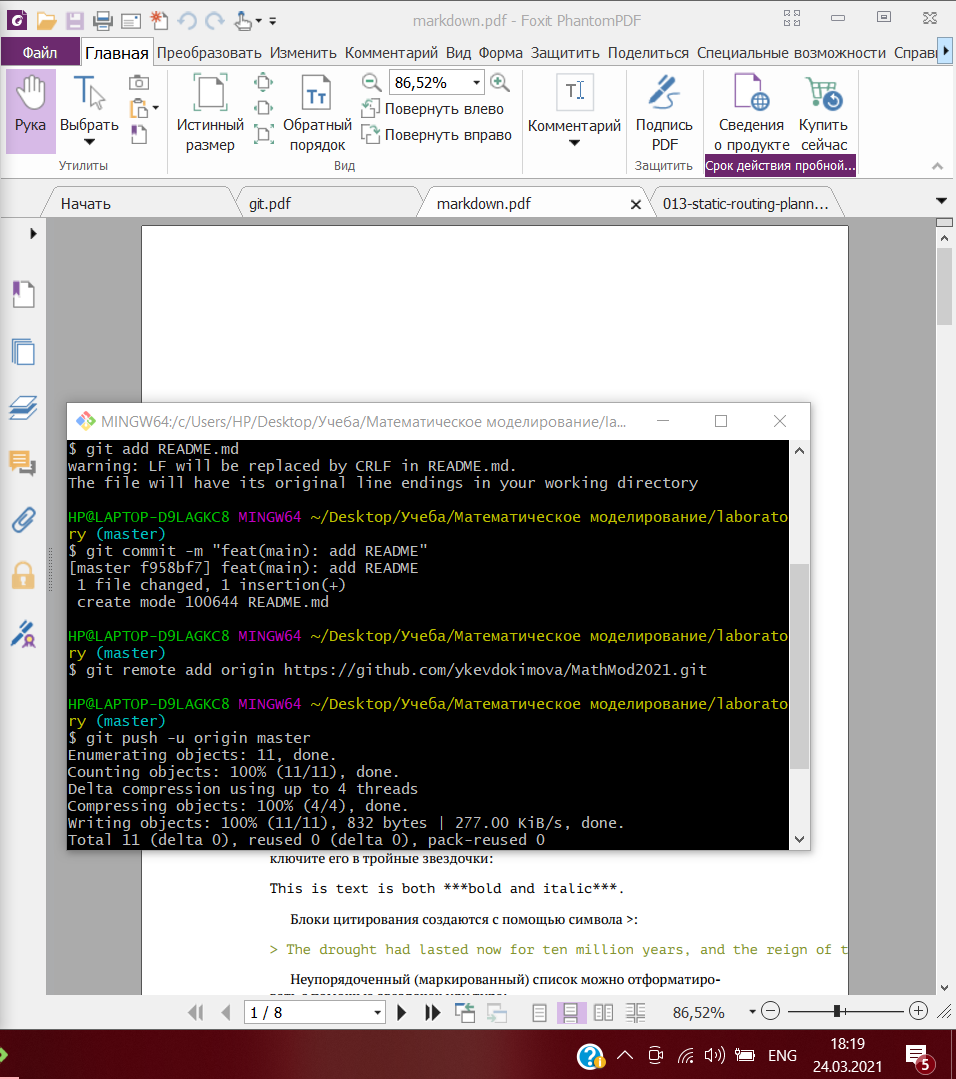 markdown.pdf - Foxit PhantomPDF
Файл Главная Преобразовать Изменить Комментарий Вид Форма Защитить Поделиться Специальные возможности Справ
Рука
Выбрать
Утилиты
Истинный размер
Обратный порядок
86,52%
Повернуть влево
Повернуть вправо
Вид
Комментарий
Подпись PDF
Защитить
Сведения о продукте
Купить сейчас
Срок действия пробной...
Начать git.pdf markdown.pdf 013-static-routing-plann...
MINGW64:/c/Users/HP/Desktop/Учеба/Математическое моделирование/la...
$ git add README.md
warning: LF will be replaced by CRLF in README.md.
The file will have its original line endings in your working directory
HP@LAPTOP-D9LAGKC8 MINGW64 ~/Desktop/Учеба/Математическое моделирование/laborato
ry (master)
$ git commit -m "feat(main): add README"
[master f958bf7] feat(main): add README
 1 file changed, 1 insertion(+)
 create mode 100644 README.md
HP@LAPTOP-D9LAGKC8 MINGW64 ~/Desktop/Учеба/Математическое моделирование/laborato
ry (master)
$ git remote add origin https://github.com/ykevdokimova/MathMod2021.git
HP@LAPTOP-D9LAGKC8 MINGW64 ~/Desktop/Учеба/Математическое моделирование/laborato
ry (master)
$ git push -u origin master
Enumerating objects: 11, done.
Counting objects: 100% (11/11), done.
Delta compression using up to 4 threads
Compressing objects: 100% (4/4), done.
Writing objects: 100% (11/11), 832 bytes | 277.00 KiB/s, done.
Total 11 (delta 0), reused 0 (delta 0), pack-reused 0
ключите его в тройные звездочки:
This is text is both ***bold and italic***.
Блоки цитирования создаются с помощью символа >:
> The drought had lasted now for ten million years, and the reign of t
Неупорядоченный (маркированный) список можно отформатиро-
1 / 8
86,52%
ENG
18:19
24.03.2021
5